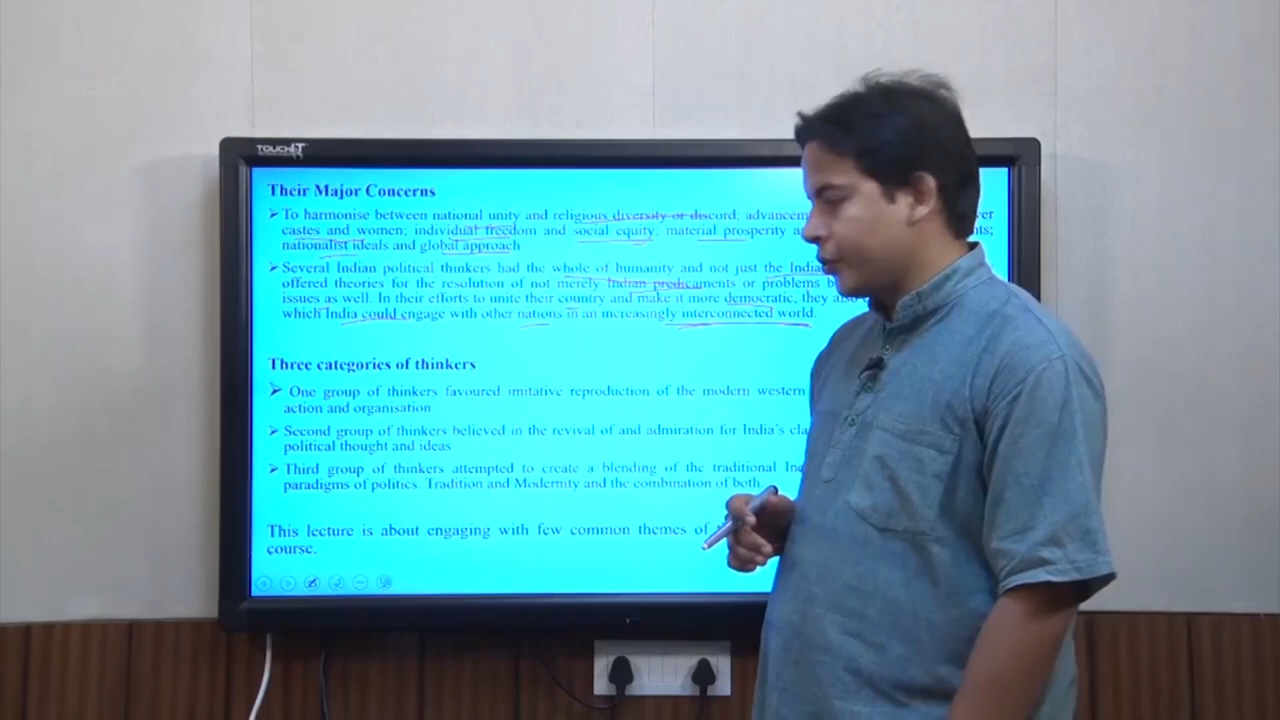 TOUCHIT
Their Major Concerns
➢ To harmonise between national unity and religious diversity or discord; advancem
castes and women; individual freedom and social equity; material prosperity
nationalist ideals and global approach
➢ Several Indian political thinkers had the whole of humanity and not just the India
offered theories for the resolution of not merely Indian predicaments or problems
issues as well. In their efforts to unite their country and make it more democratic, they also
which India could engage with other nations in an increasingly interconnected world.
Three categories of thinkers
➢ One group of thinkers favoured imitative reproduction of the modern western
action and organisation
➢ Second group of thinkers believed in the revival of and admiration for India's cla
political thought and ideas
➢ Third group of thinkers attempted to create a blending of the traditional
paradigms of politics. Tradition and Modernity and the combination of both.
This lecture is about engaging with few common themes of
course.